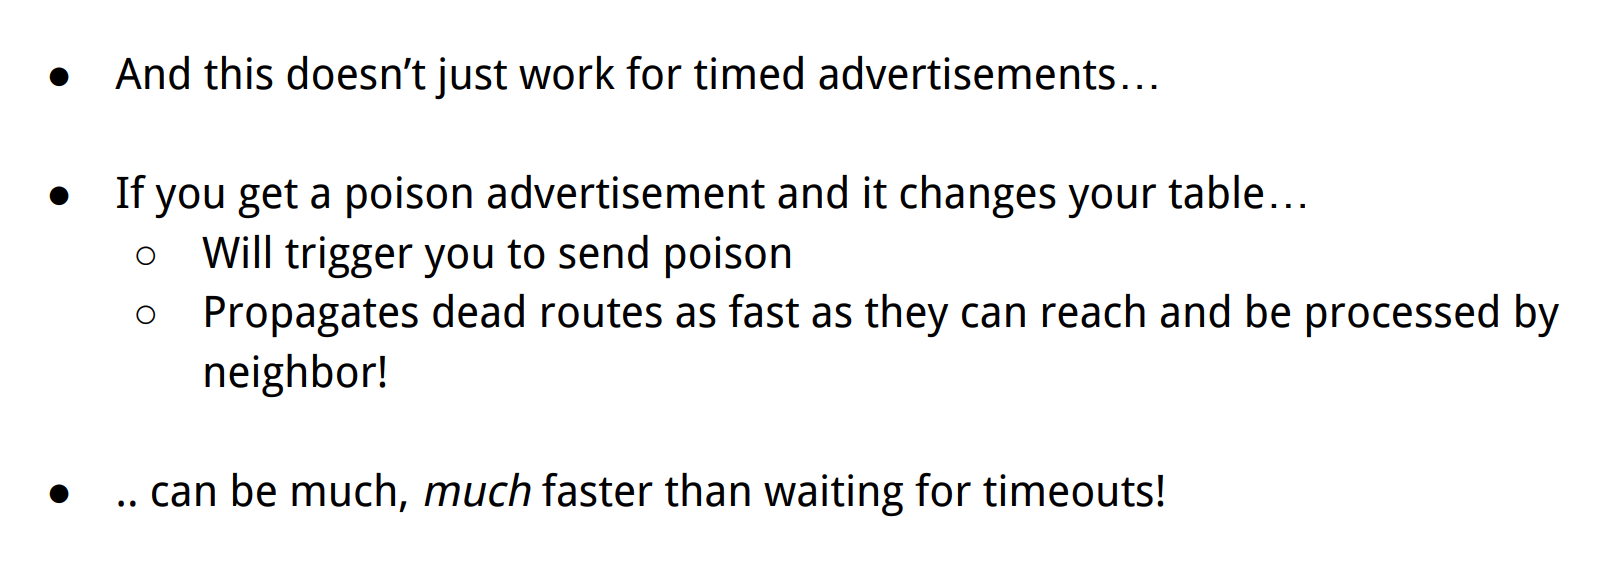 ● And this doesn’t just work for timed advertisements…
● If you get a poison advertisement and it changes your table…
○ Will trigger you to send poison
○ Propagates dead routes as fast as they can reach and be processed by
neighbor!
● .. can be much, much faster than waiting for timeouts!